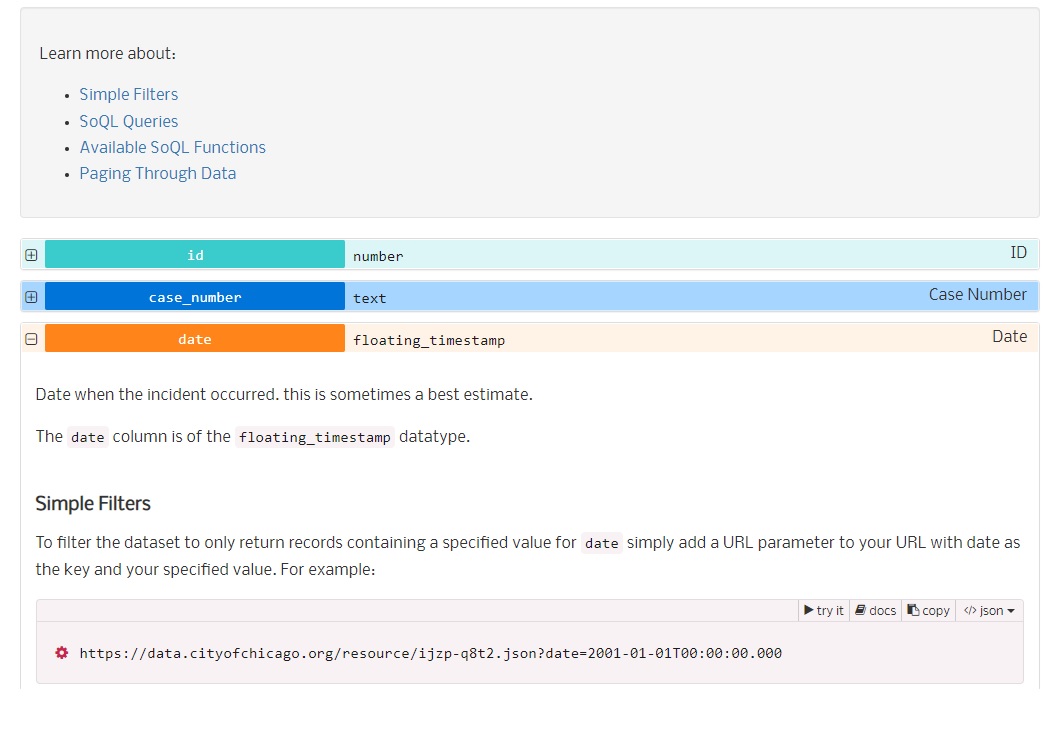 Learn more about:
Simple Filters
SoQL Queries
Available SoQL Functions
Paging Through Data
id number ID
case_number text Case Number
date floating_timestamp Date
Date when the incident occurred. this is sometimes a best estimate.
The date column is of the floating_timestamp datatype.
Simple Filters
To filter the dataset to only return records containing a specified value for date simply add a URL parameter to your URL with date as
the key and your specified value. For example:
try it docs copy </> json
https://data.cityofchicago.org/resource/ijzp-q8t2.json?date=2001-01-01T00:00:00.000